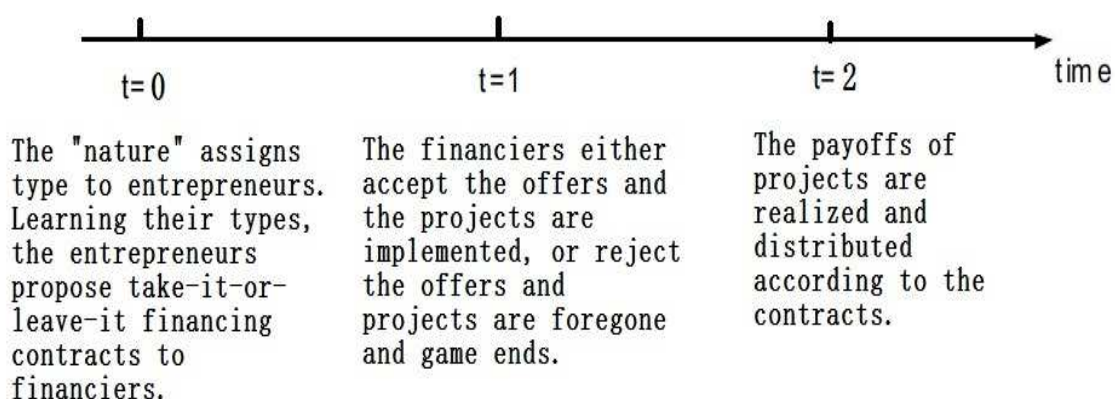 t=0
t=1
t=2
time
The "nature" assigns
type to entrepreneurs.
Learning their types,
the entrepreneurs
propose take-it-or-
leave-it financing
contracts to
financiers.
The financiers either
accept the offers and
the projects are
implemented, or reject
the offers and
projects are foregone
and game ends.
The payoffs of
projects are
realized and
distributed
according to the
contracts.